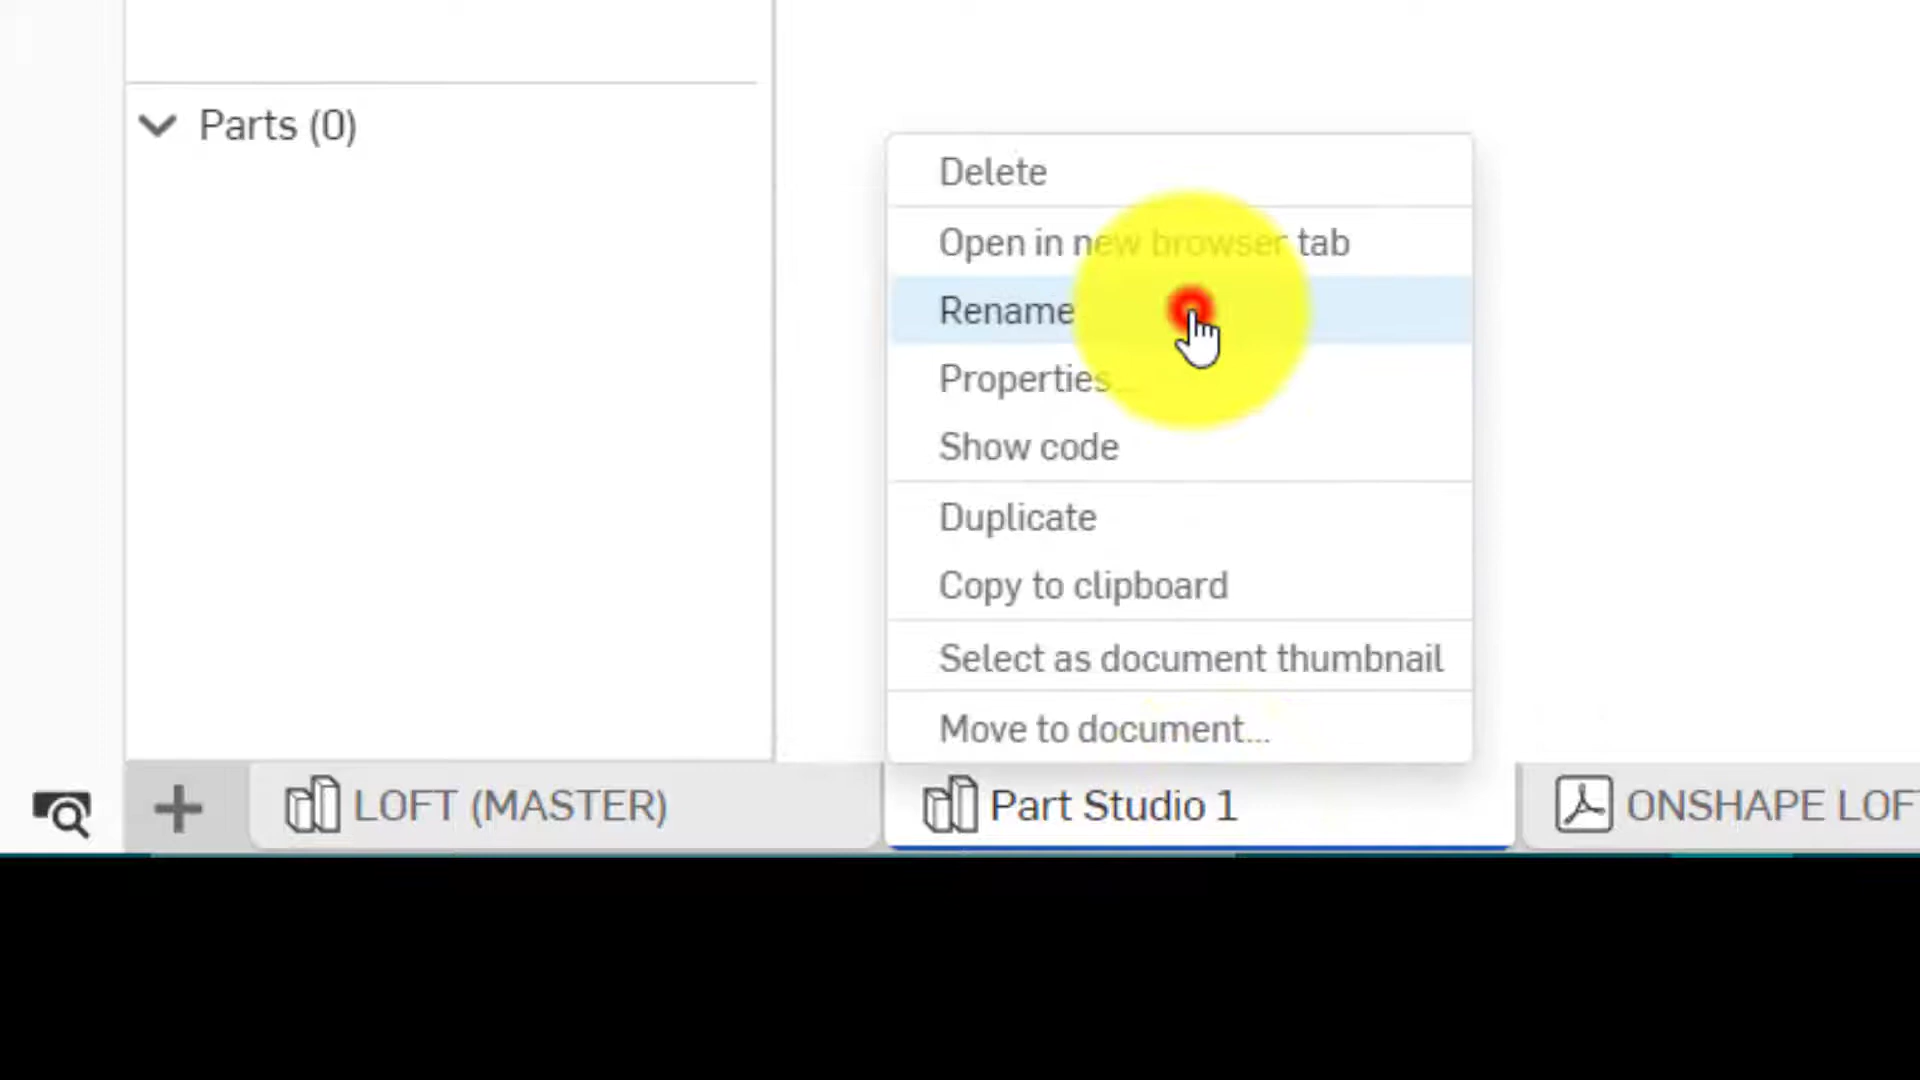 Parts (0)
Delete
Open in new browser tab
Rename
Properties...
Show code
Duplicate
Copy to clipboard
Select as document thumbnail
Move to document...
LOFT (MASTER)
Part Studio 1
ONSHAPE LOF